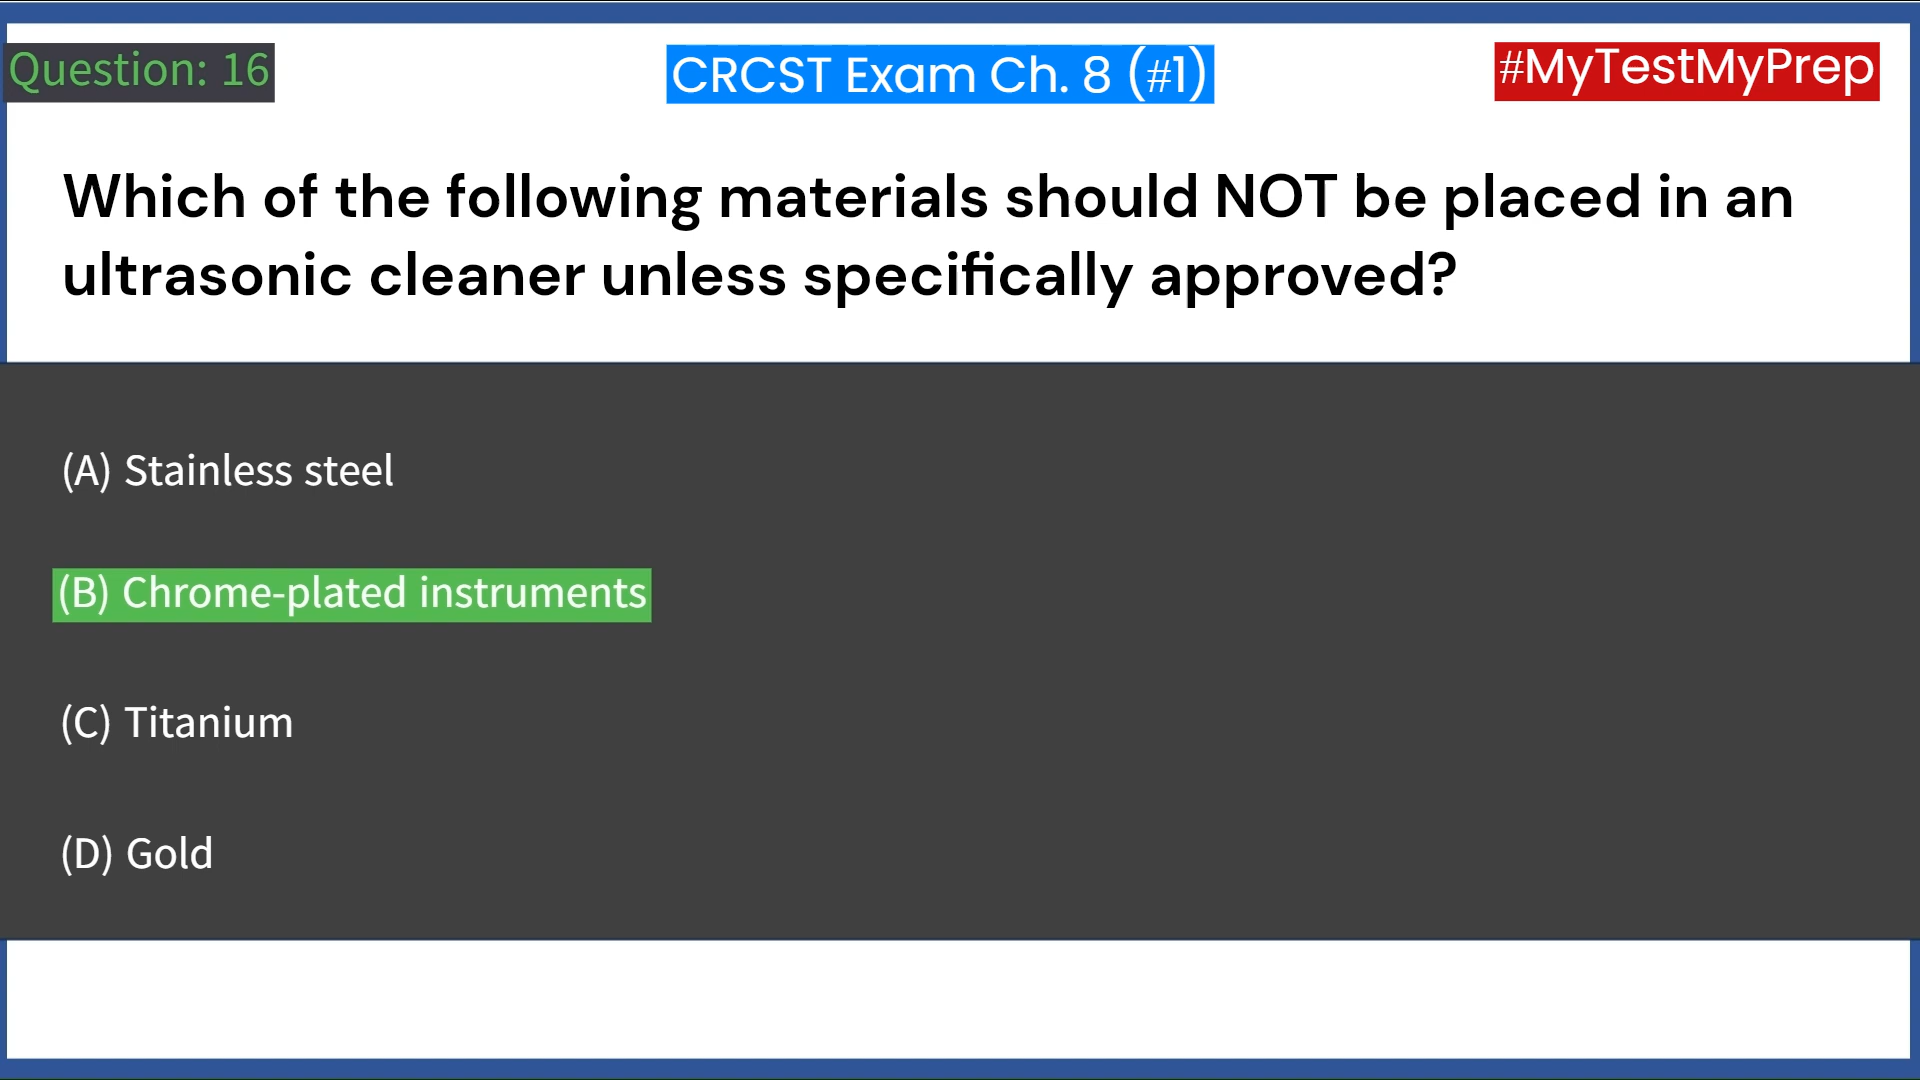 Question: 16
CRCST Exam Ch. 8 (#1)
#MyTestMyPrep
Which of the following materials should NOT be placed in an
ultrasonic cleaner unless specifically approved?
(A) Stainless steel
(B) Chrome-plated instruments
(C) Titanium
(D) Gold